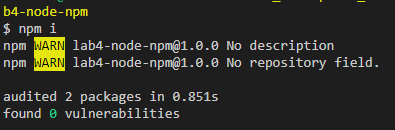 b4-node-npm
$ npm i
npm WARN lab4-node-npm@1.0.0 No description
npm WARN lab4-node-npm@1.0.0 No repository field.
audited 2 packages in 0.851s
found 0 vulnerabilities